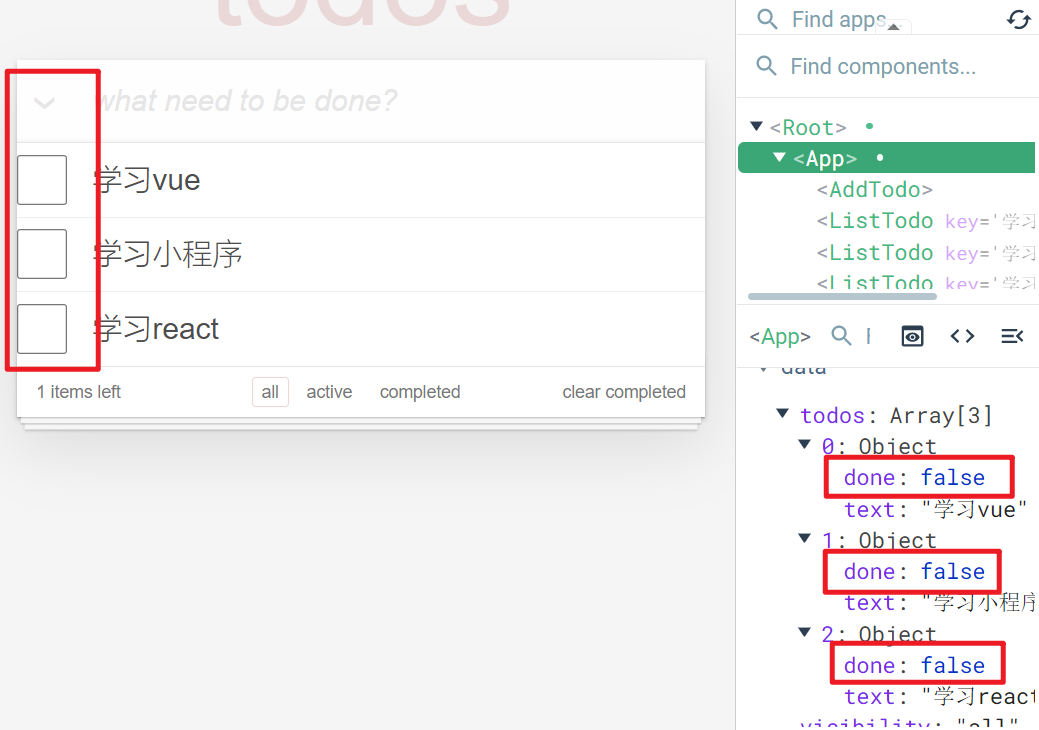 todos
what need to be done?
学习vue
学习小程序
学习react
1 items left
all
active
completed
clear completed
Find apps...
Find components...
<Root>
<App>
<AddTodo>
<ListTodo key='学习
<ListTodo key='学习
<ListTodo key='学习
<App>
data
todos: Array[3]
0: Object
done: false
text: "学习vue"
1: Object
done: false
text: "学习小程序
2: Object
done: false
text: "学习react
visibility: "all"